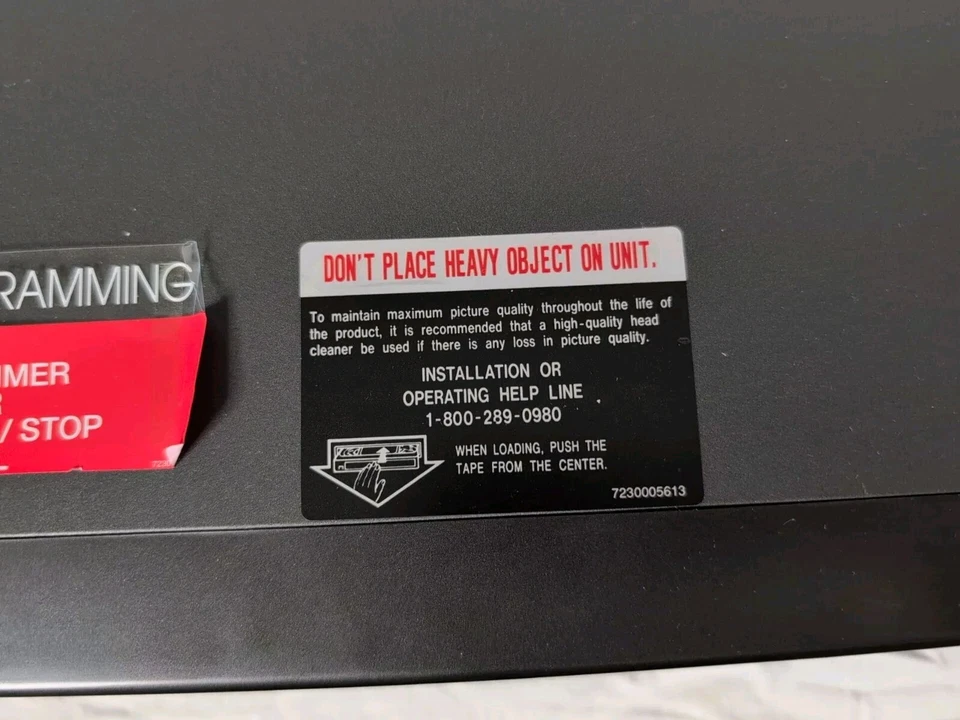 RAMMING
MER
/ STOP
DON'T PLACE HEAVY OBJECT ON UNIT.
To maintain maximum picture quality throughout the life of
the product, it is recommended that a high-quality head
cleaner be used if there is any loss in picture quality.
INSTALLATION OR
OPERATING HELP LINE
1-800-289-0980
WHEN LOADING, PUSH THE
TAPE FROM THE CENTER.
7230005613